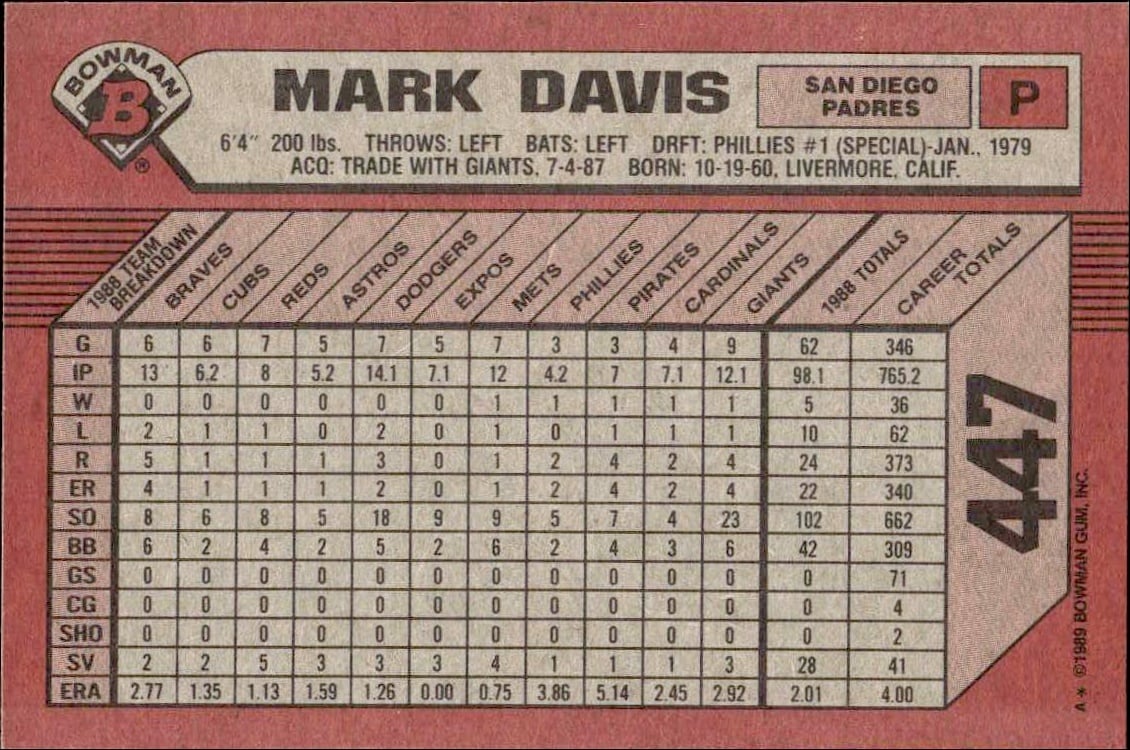 BOWMAN
B
®
MARK DAVIS
SAN DIEGO
PADRES
P
6'4" 200 lbs. THROWS: LEFT BATS: LEFT DRFT: PHILLIES #1 (SPECIAL)-JAN., 1979
ACQ: TRADE WITH GIANTS, 7-4-87 BORN: 10-19-60, LIVERMORE, CALIF.
1988 TEAM BREAKDOWN BRAVES CUBS REDS ASTROS DODGERS EXPOS METS PHILLIES PIRATES CARDINALS GIANTS 1988 TOTALS CAREER TOTALS
G 6 6 7 5 7 5 7 3 3 4 9 62 346
IP 13 6.2 8 5.2 14.1 7.1 12 4.2 7 7.1 12.1 98.1 765.2
W 0 0 0 0 0 0 1 1 1 1 1 5 36
L 2 1 1 0 2 0 1 0 1 1 1 10 62
R 5 1 1 1 3 0 1 2 4 2 4 24 373
ER 4 1 1 1 2 0 1 2 4 2 4 22 340
SO 8 6 8 5 18 9 9 5 7 4 23 102 662
BB 6 2 4 2 5 2 6 2 4 3 6 42 309
GS 0 0 0 0 0 0 0 0 0 0 0 0 71
CG 0 0 0 0 0 0 0 0 0 0 0 0 4
SHO 0 0 0 0 0 0 0 0 0 0 0 0 2
SV 2 2 5 3 3 3 4 1 1 1 3 28 41
ERA 2.77 1.35 1.13 1.59 1.26 0.00 0.75 3.86 5.14 2.45 2.92 2.01 4.00
447
A* ©1989 BOWMAN GUM, INC.